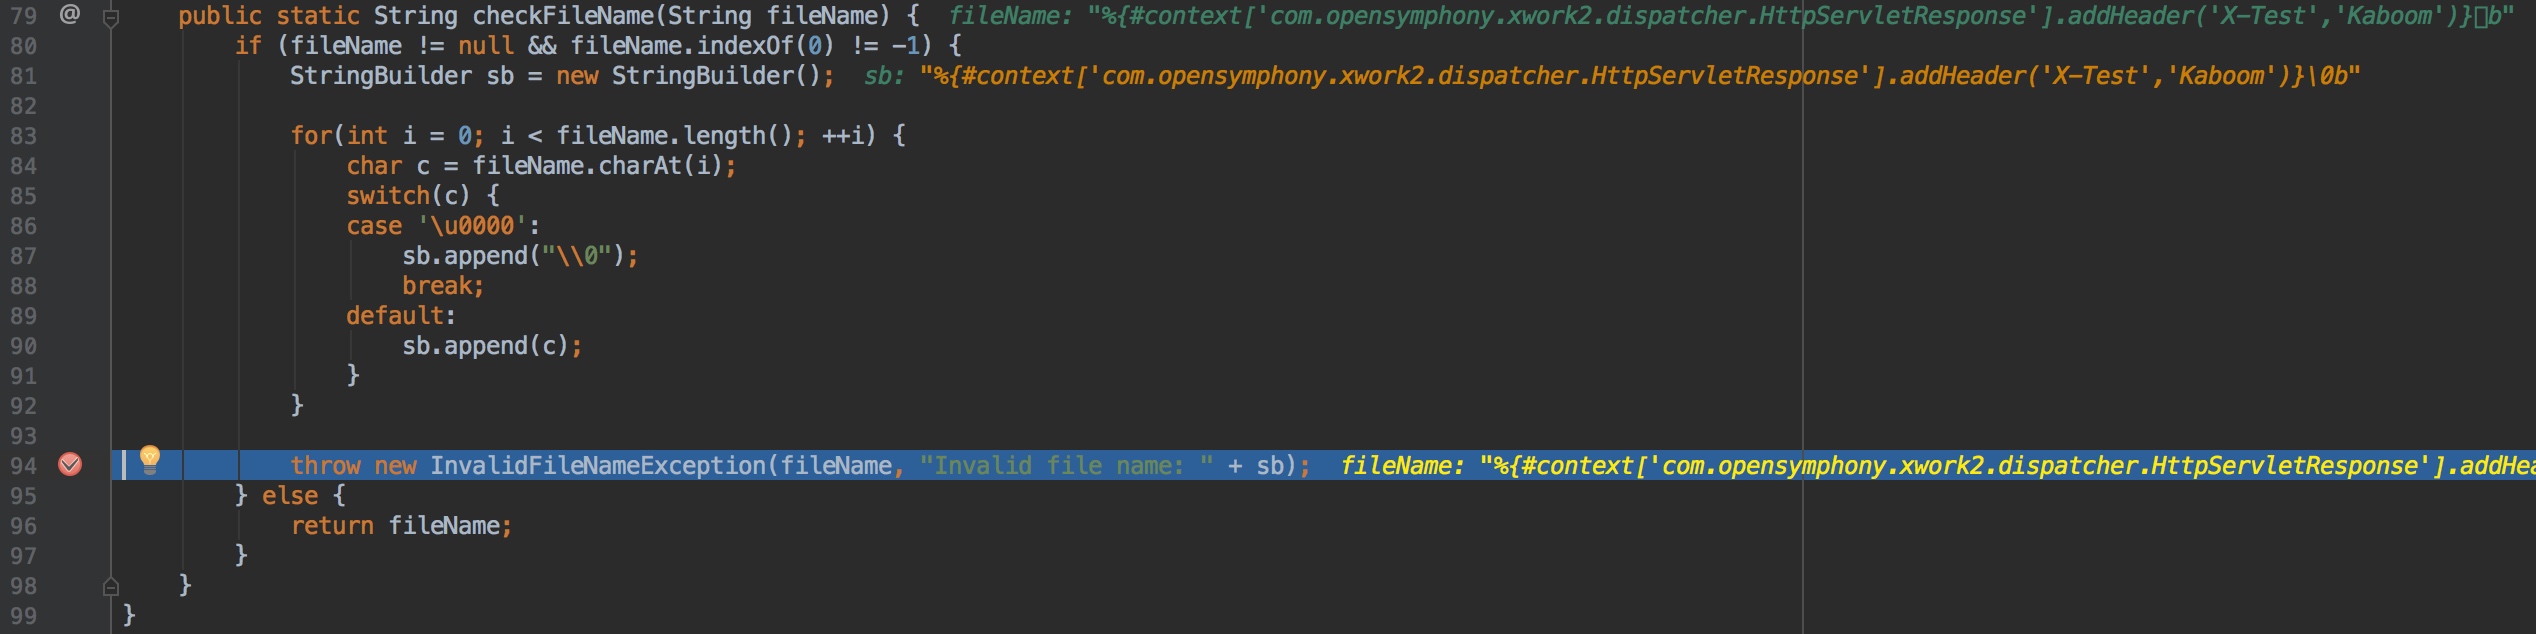 79 @ public static String checkFileName(String fileName) { fileName: "%{#context['com.opensymphony.xwork2.dispatcher.HttpServletResponse'].addHeader('X-Test','Kaboom')}▯b"
80 if (fileName != null && fileName.indexOf(0) != -1) {
81 StringBuilder sb = new StringBuilder(); sb: "%{#context['com.opensymphony.xwork2.dispatcher.HttpServletResponse'].addHeader('X-Test','Kaboom')}\0b"
82
83 for(int i = 0; i < fileName.length(); ++i) {
84 char c = fileName.charAt(i);
85 switch(c) {
86 case '\u0000':
87 sb.append("\\0");
88 break;
89 default:
90 sb.append(c);
91 }
92 }
93
94 throw new InvalidFileNameException(fileName, "Invalid file name: " + sb); fileName: "%{#context['com.opensymphony.xwork2.dispatcher.HttpServletResponse'].addHea
95 } else {
96 return fileName;
97 }
98 }
99 }